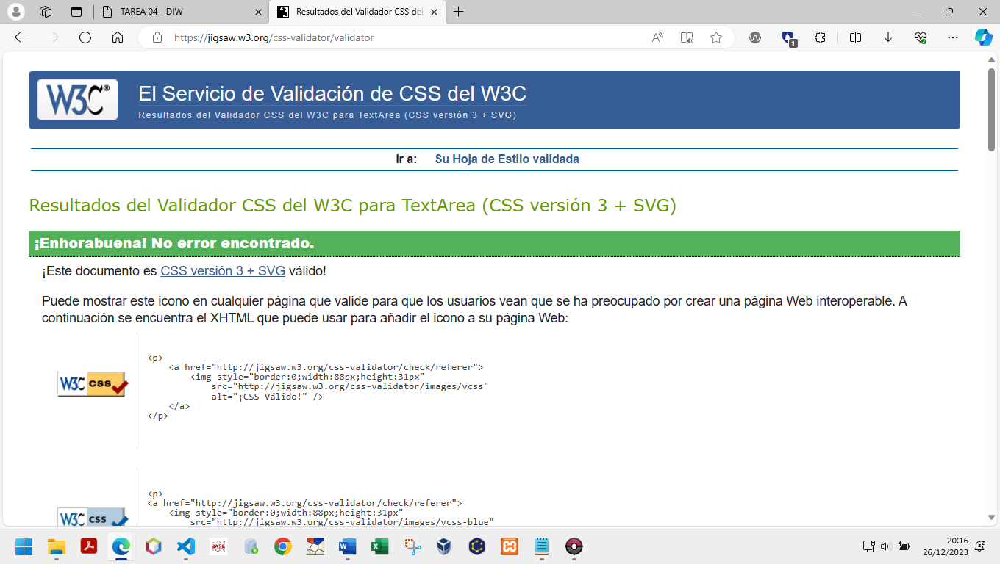 TAREA 04 - DIW
Resultados del Validador CSS del
https://jigsaw.w3.org/css-validator/validator
1
W3C®
El Servicio de Validación de CSS del W3C
Resultados del Validador CSS del W3C para TextArea (CSS versión 3 + SVG)
Ir a: Su Hoja de Estilo validada
Resultados del Validador CSS del W3C para TextArea (CSS versión 3 + SVG)
¡Enhorabuena! No error encontrado.
¡Este documento es CSS versión 3 + SVG válido!
Puede mostrar este icono en cualquier página que valide para que los usuarios vean que se ha preocupado por crear una página Web interoperable. A
continuación se encuentra el XHTML que puede usar para añadir el icono a su página Web:
<p>
<a href="http://jigsaw.w3.org/css-validator/check/referer">
<img style="border:0;width:88px;height:31px"
W3C css
src="http://jigsaw.w3.org/css-validator/images/vcss"
alt="¡CSS Válido!" />
</a>
</p>
<p>
<a href="http://jigsaw.w3.org/css-validator/check/referer">
<img style="border:0;width:88px;height:31px"
W3C css
src="http://jigsaw.w3.org/css-validator/images/vcss-blue"
BASE
20:16
26/12/2023